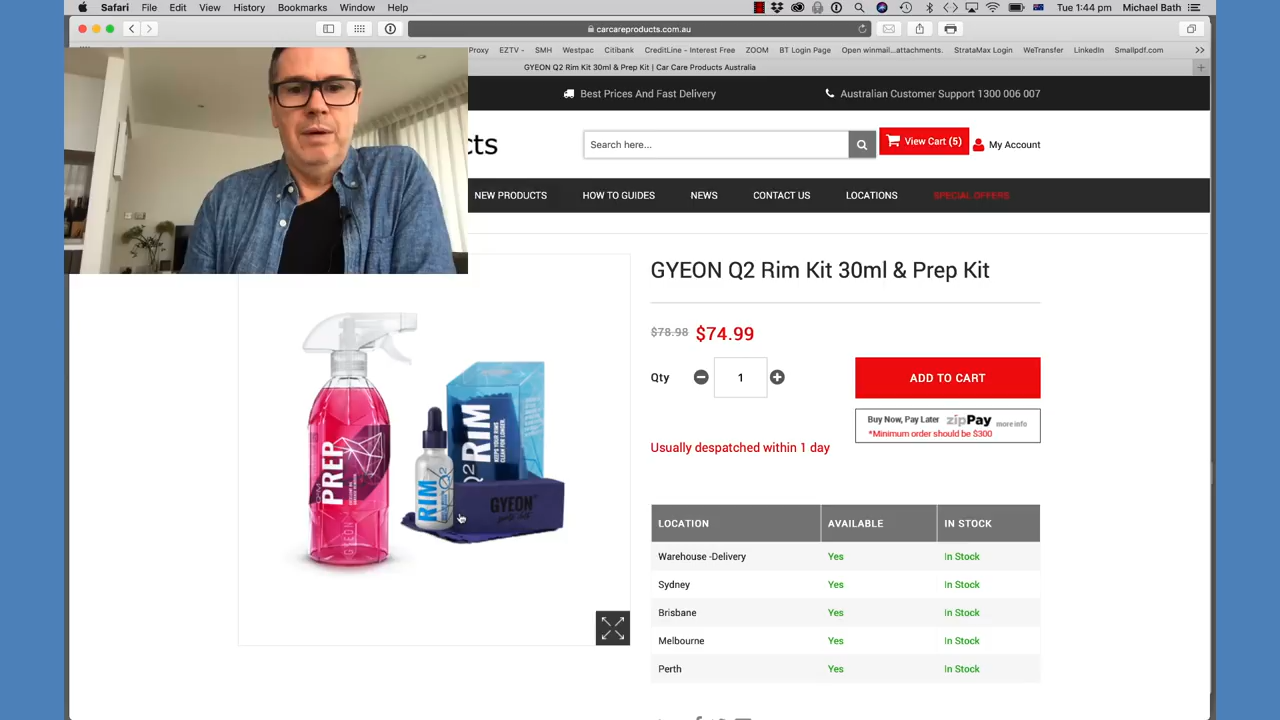 Safari File Edit View History Bookmarks Window Help Tue 1:44 pm Michael Bath
carcareproducts.com.au
Proxy EZTV - SMH Westpac Citibank CreditLine - Interest Free ZOOM BT Login Page Open winmail...attachments. StrataMax Login WeTransfer LinkedIn Smallpdf.com
GYEON Q2 Rim Kit 30ml & Prep Kit | Car Care Products Australia
Best Prices And Fast Delivery Australian Customer Support 1300 006 007
cts
Search here...
View Cart (5)
My Account
NEW PRODUCTS HOW TO GUIDES NEWS CONTACT US LOCATIONS SPECIAL OFFERS
GYEON Q2 Rim Kit 30ml & Prep Kit
$78.98 $74.99
Qty 1
ADD TO CART
Buy Now, Pay Later zipPay more info
*Minimum order should be $300
Usually despatched within 1 day
LOCATION AVAILABLE IN STOCK
Warehouse -Delivery Yes In Stock
Sydney Yes In Stock
Brisbane Yes In Stock
Melbourne Yes In Stock
Perth Yes In Stock
PREP
GYEON
RIM
RIM
Q2
GYEON